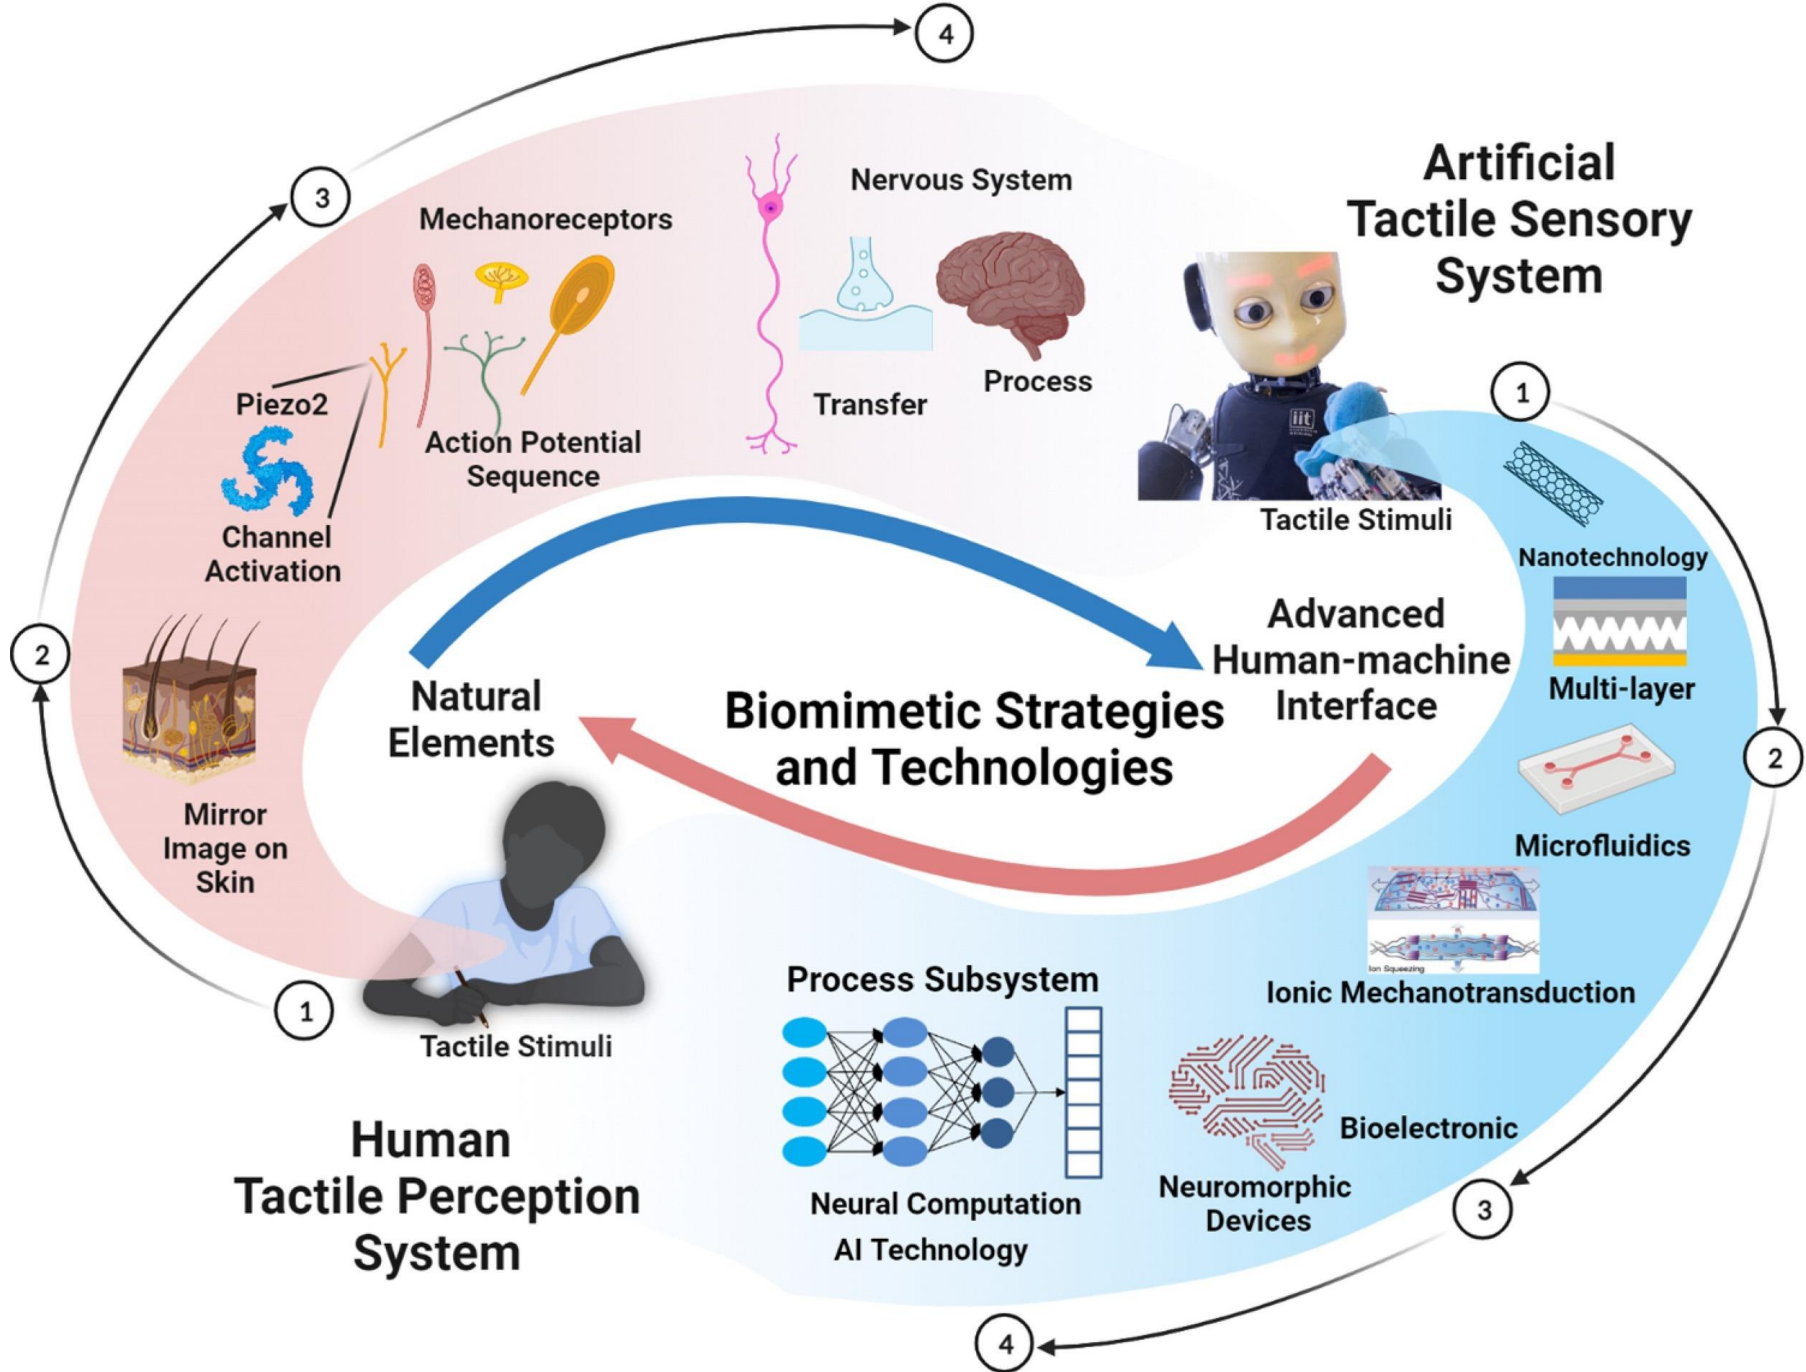 4
3
Mechanoreceptors
Nervous System
Artificial
Tactile Sensory
System
Piezo2
Channel
Activation
Action Potential
Sequence
Transfer
Process
iit
Tactile Stimuli
1
Nanotechnology
Multi-layer
2
Microfluidics
Ionic Mechanotransduction
Ion Squeezing
2
Mirror
Image on
Skin
Natural
Elements
Biomimetic Strategies
and Technologies
Advanced
Human-machine
Interface
1
Tactile Stimuli
Human
Tactile Perception
System
Process Subsystem
Neural Computation
AI Technology
Bioelectronic
Neuromorphic
Devices
3
4